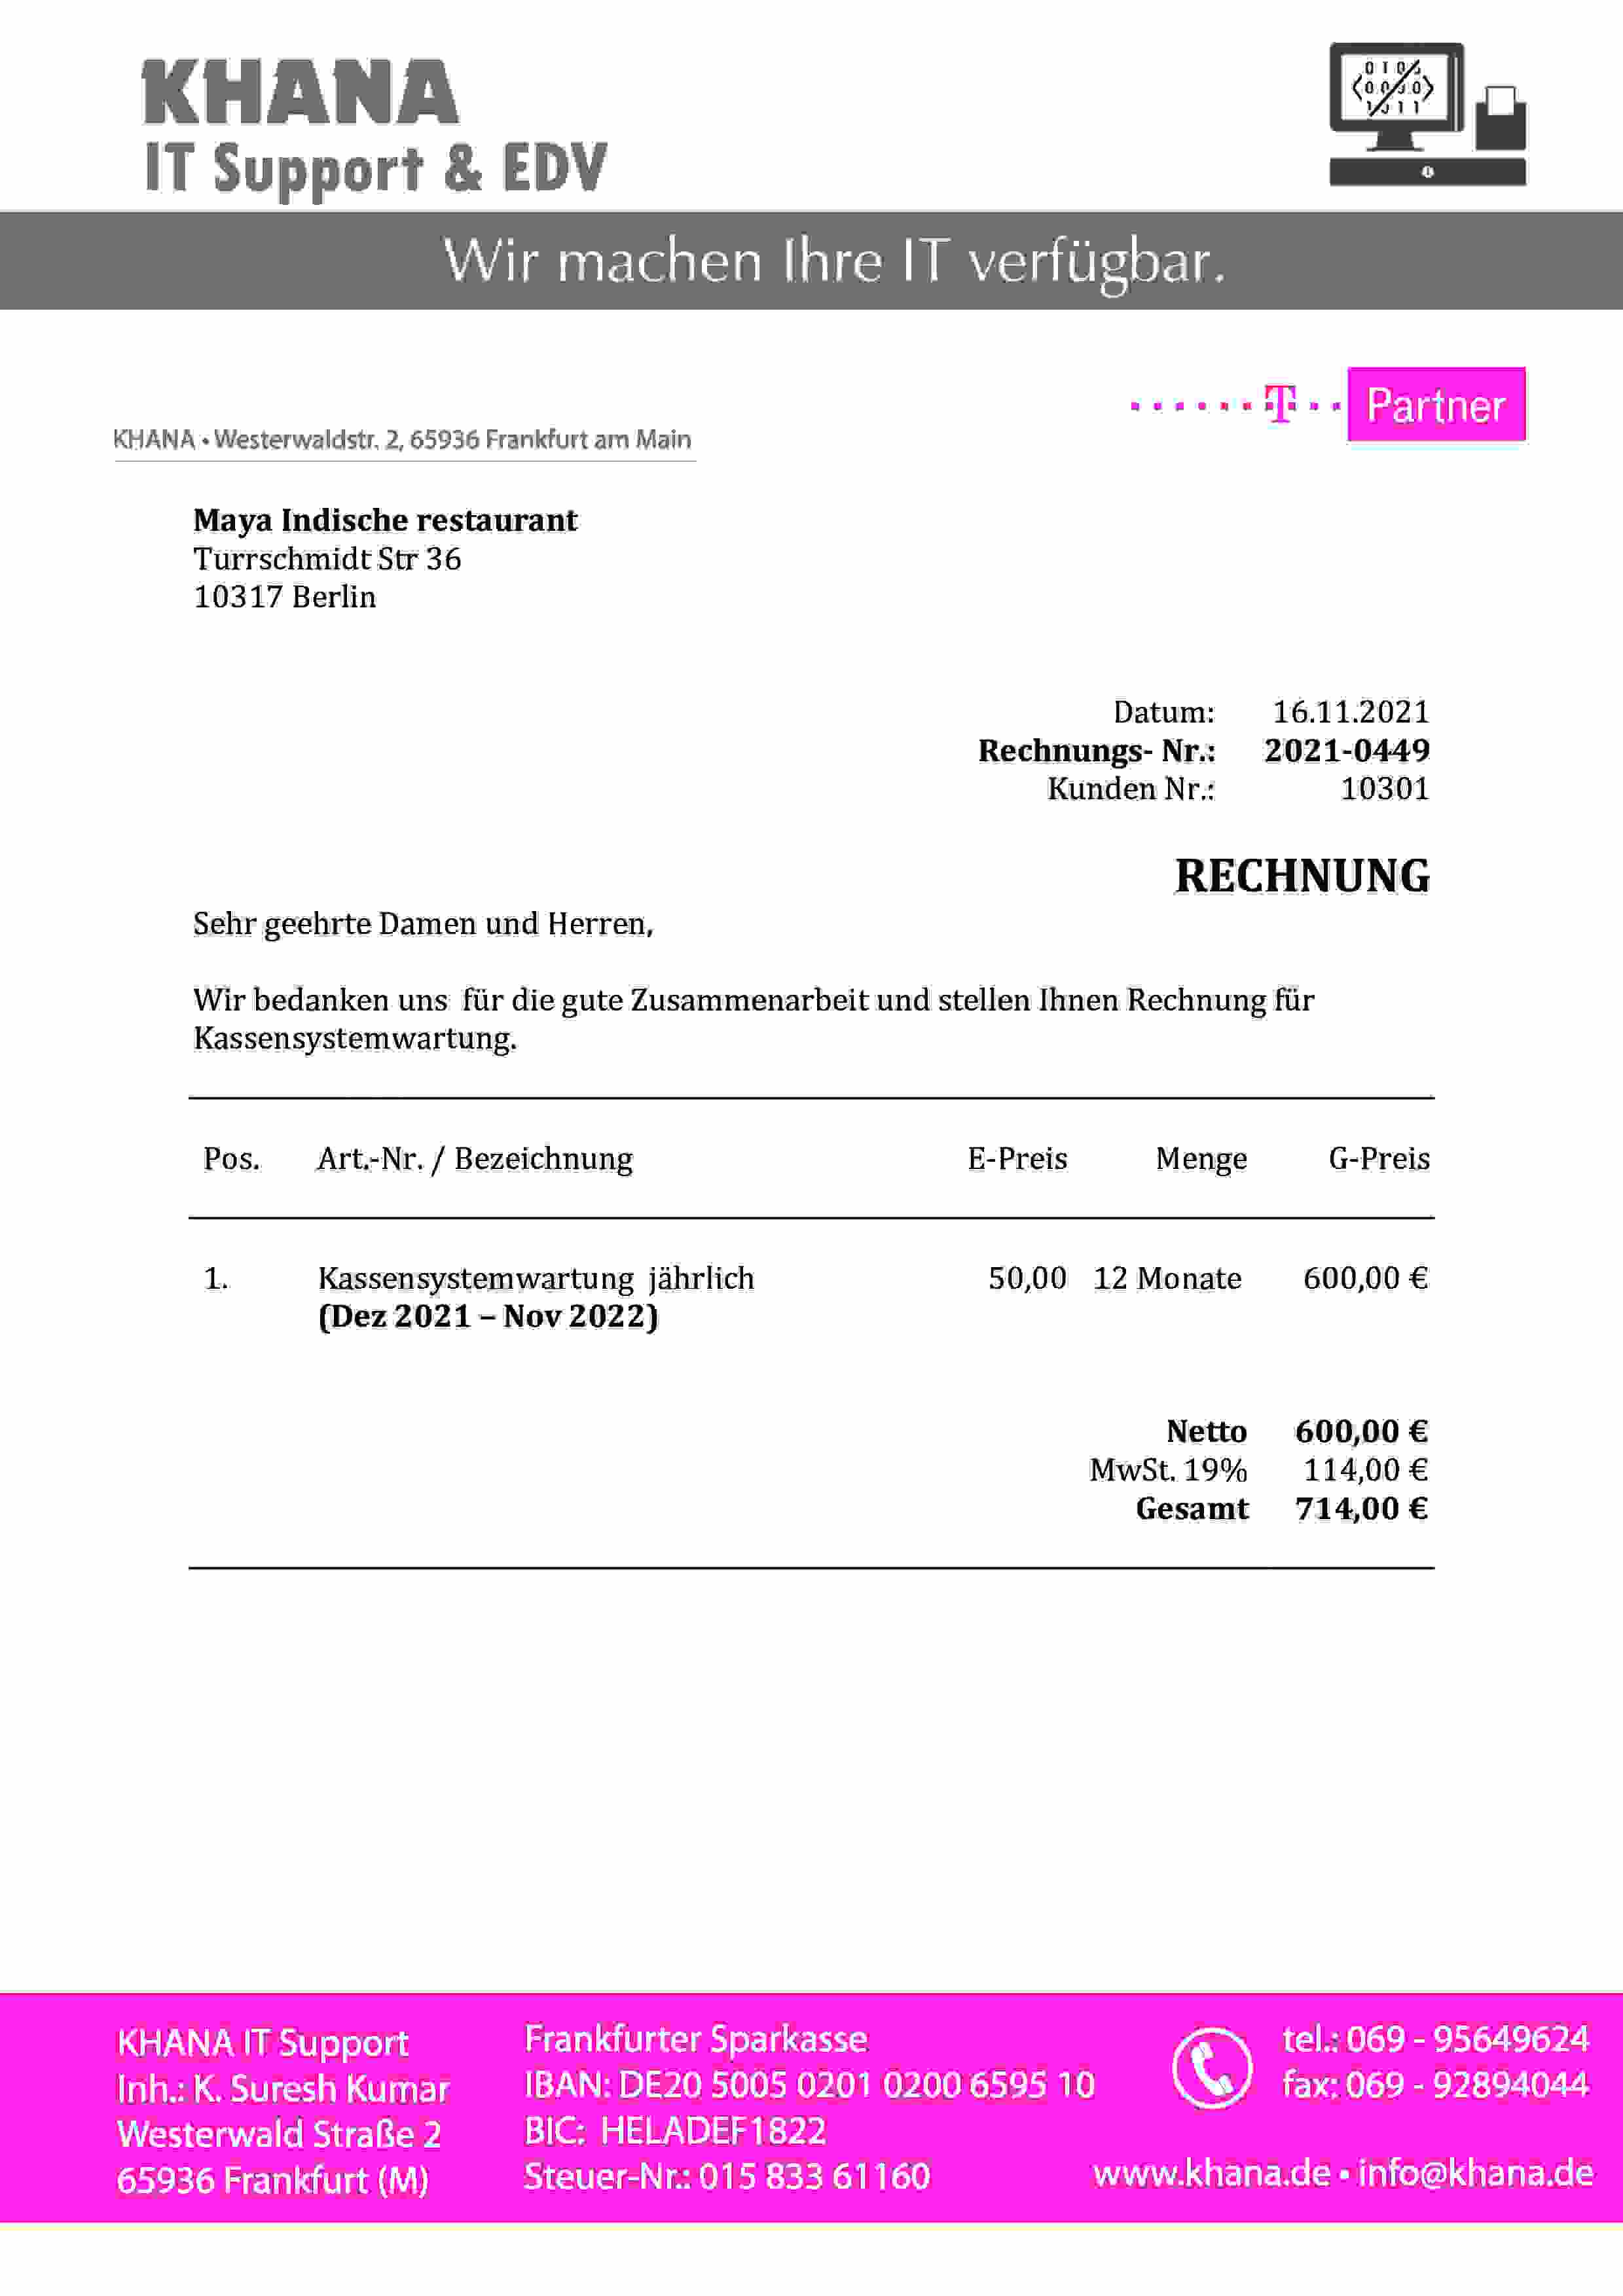 KHANA
IT Support & EDV
Wir machen Ihre IT verfügbar.
T Partner
KHANA • Westerwaldstr. 2, 65936 Frankfurt am Main
Maya Indische restaurant
Turrschmidt Str 36
10317 Berlin
Datum: 16.11.2021
Rechnungs- Nr.: 2021-0449
Kunden Nr.: 10301
RECHNUNG
Sehr geehrte Damen und Herren,
Wir bedanken uns für die gute Zusammenarbeit und stellen Ihnen Rechnung für
Kassensystemwartung.
Pos. Art.-Nr. / Bezeichnung E-Preis Menge G-Preis
1. Kassensystemwartung jährlich 50,00 12 Monate 600,00 €
(Dez 2021 – Nov 2022)
Netto 600,00 €
MwSt. 19% 114,00 €
Gesamt 714,00 €
KHANA IT Support
Inh.: K. Suresh Kumar
Westerwald Straße 2
65936 Frankfurt (M)
Frankfurter Sparkasse
IBAN: DE20 5005 0201 0200 6595 10
BIC: HELADEF1822
Steuer-Nr.: 015 833 61160
tel.: 069 - 95649624
fax: 069 - 92894044
www.khana.de • info@khana.de